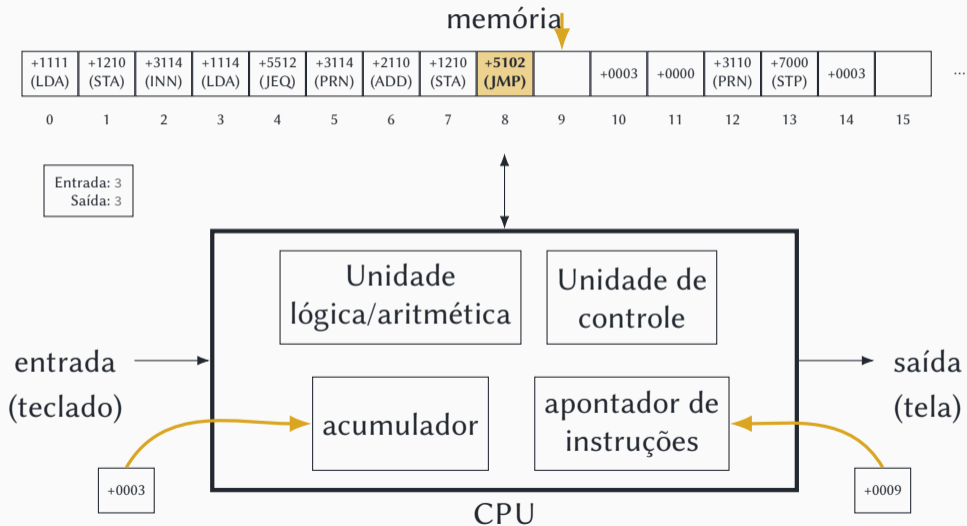 memória
+1111 +1210 +3114 +1114 +5512 +3114 +2110 +1210 +5102 +3110 +7000
(LDA) (STA) (INN) (LDA) (JEQ) (PRN) (ADD) (STA) (JMP) +0003 +0000 (PRN) (STP) +0003 ...
0 1 2 3 4 5 6 7 8 9 10 11 12 13 14 15
Entrada: 3
Saída: 3
Unidade
lógica/aritmética
Unidade de
controle
entrada
(teclado)
saída
(tela)
acumulador
apontador de
instruções
+0003
+0009
CPU